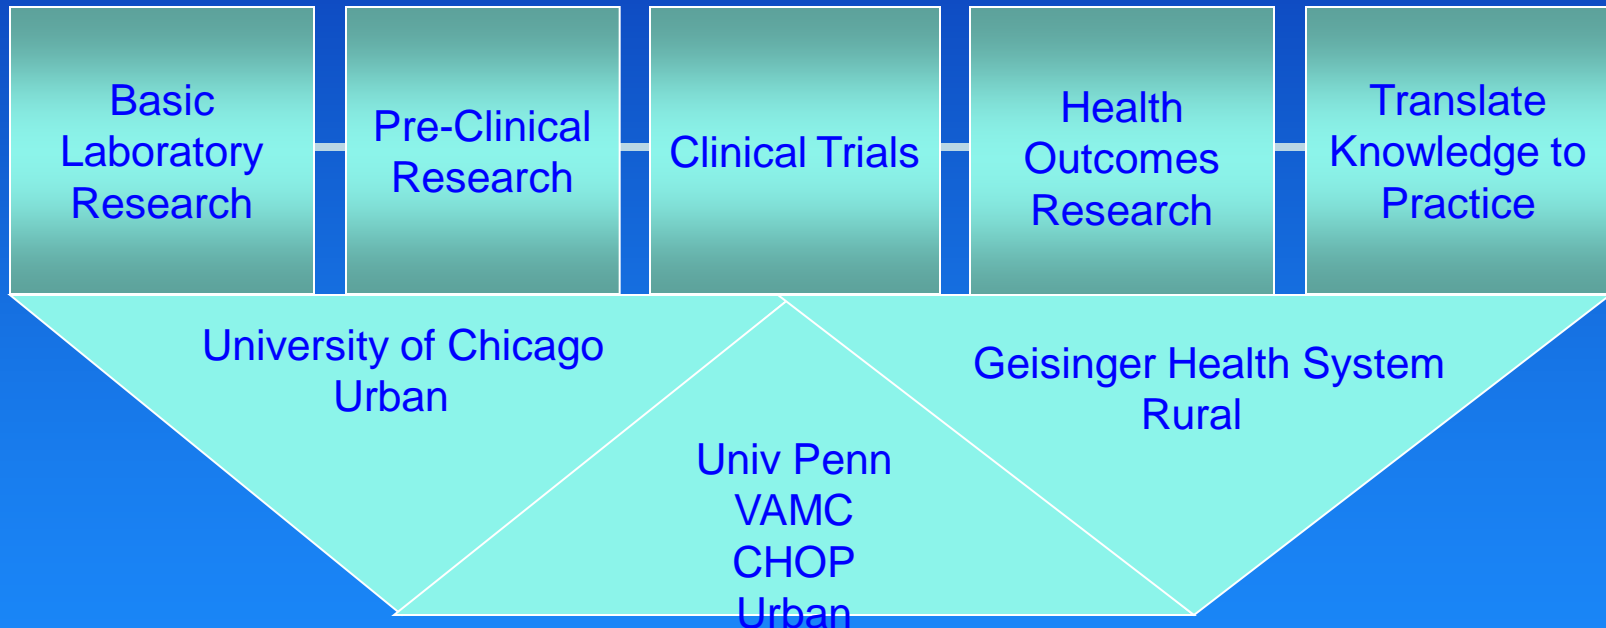 Basic
Laboratory
Research
Pre-Clinical
Research
Clinical Trials
Health
Outcomes
Research
Translate
Knowledge to
Practice
University of Chicago
Urban
Univ Penn
VAMC
CHOP
Urban
Geisinger Health System
Rural